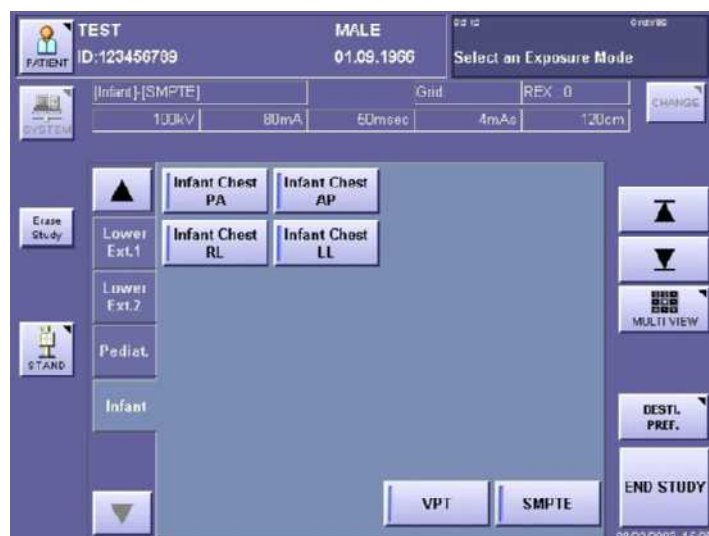 TEST
MALE
PATIENT
ID:123456789
01.09.1966
Select an Exposure Mode
[Infant]-[SMPTE]
Grid
REX : 0
CHANGE
SYSTEM
100kV
80mA
60msec
4mAs
120cm
Infant Chest
PA
Infant Chest
AP
Erase
Study
Lower
Ext.1
Infant Chest
RL
Infant Chest
LL
Lower
Ext.2
MULTI VIEW
STAND
Pediat.
Infant
DESTI.
PREF.
END STUDY
VPT
SMPTE